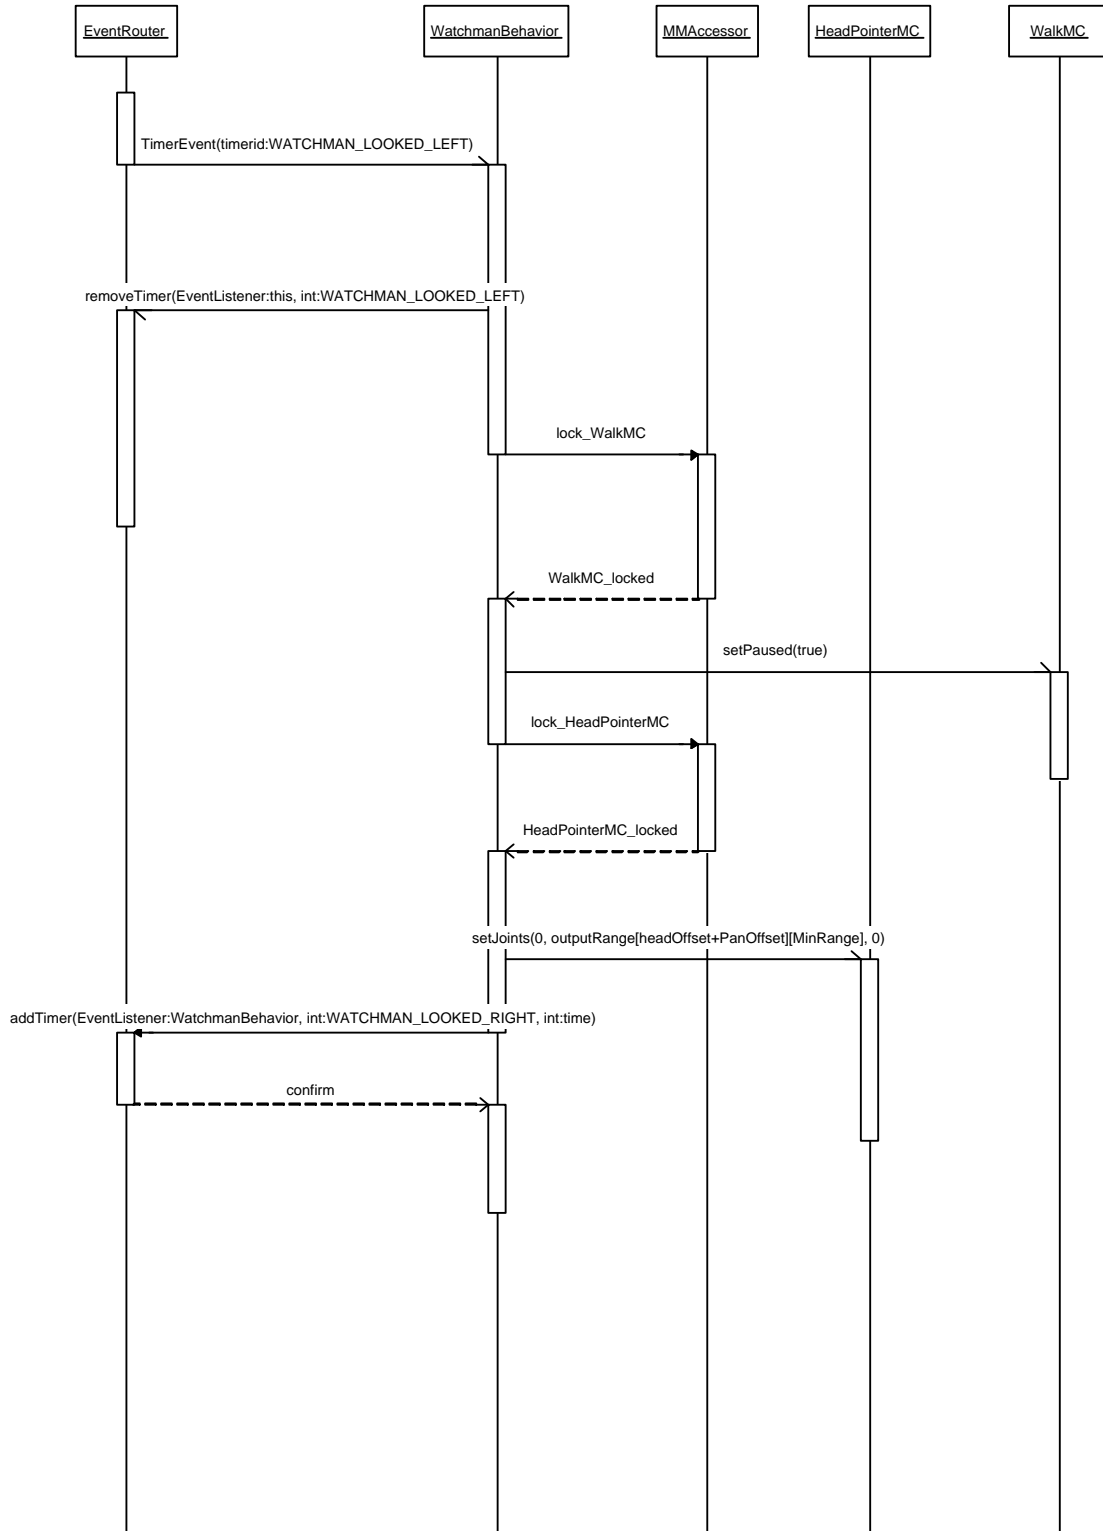 EventRouter
WatchmanBehavior
MMAccessor
HeadPointerMC
WalkMC
TimerEvent(timerid:WATCHMAN_LOOKED_LEFT)
removeTimer(EventListener:this, int:WATCHMAN_LOOKED_LEFT)
lock_WalkMC
WalkMC_locked
setPaused(true)
lock_HeadPointerMC
HeadPointerMC_locked
setJoints(0, outputRange[headOffset+PanOffset][MinRange], 0)
addTimer(EventListener:WatchmanBehavior, int:WATCHMAN_LOOKED_RIGHT, int:time)
confirm